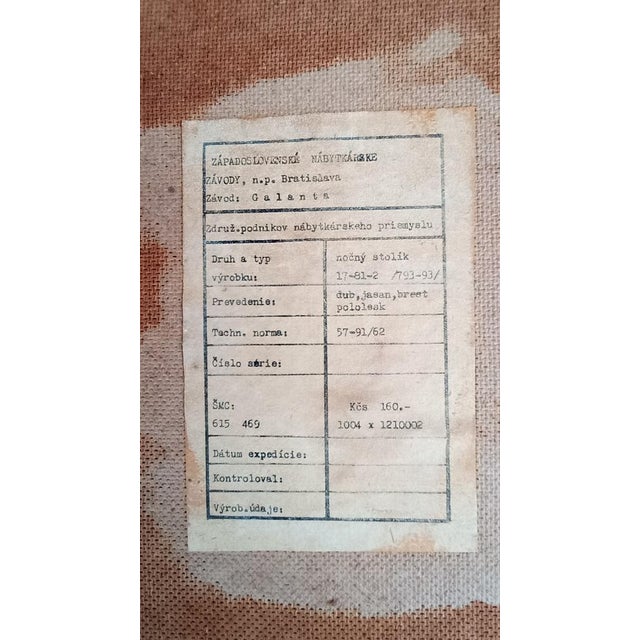 ZÁPADOSLOVENSKÉ NÁBYTKÁRSKE
ZÁVODY, n.p. Bratislava
Závod: G a l a n t a
Združ.podnikov nábytkárskeho priemyslu
Druh a typ výrobku: nočný stolík
17-81-2 /793-93/
Prevedenie: dub,jasan,brest
pololesk
Techn. norma: 57-91/62
Číslo série:
ŠMC: Kčs 160.-
615 469 1004 x 1210002
Dátum expedície:
Kontroloval:
Výrob.údaje: